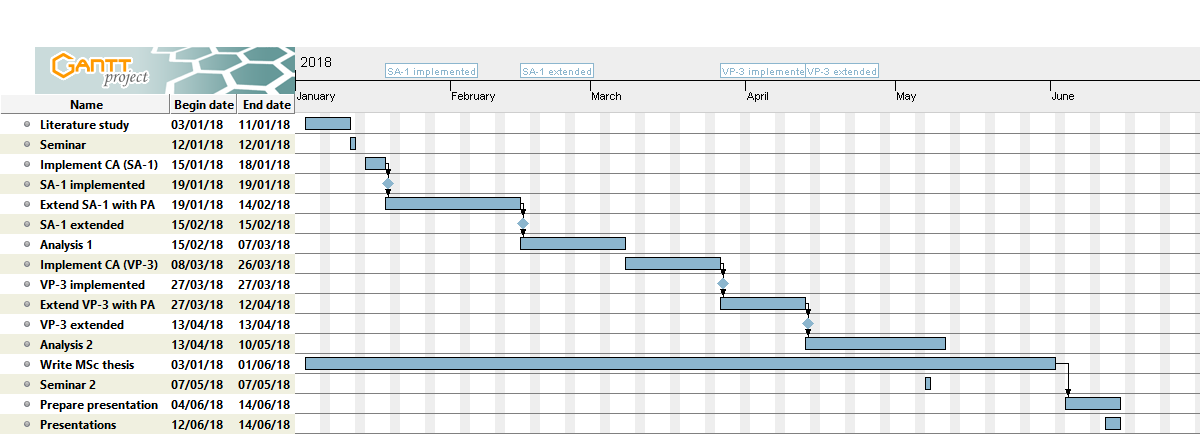 GANTT
project
2018
SA-1 implemented SA-1 extended VP-3 implemente VP-3 extended
January February March April May June
Name Begin date End date
Literature study 03/01/18 11/01/18
Seminar 12/01/18 12/01/18
Implement CA (SA-1) 15/01/18 18/01/18
SA-1 implemented 19/01/18 19/01/18
Extend SA-1 with PA 19/01/18 14/02/18
SA-1 extended 15/02/18 15/02/18
Analysis 1 15/02/18 07/03/18
Implement CA (VP-3) 08/03/18 26/03/18
VP-3 implemented 27/03/18 27/03/18
Extend VP-3 with PA 27/03/18 12/04/18
VP-3 extended 13/04/18 13/04/18
Analysis 2 13/04/18 10/05/18
Write MSc thesis 03/01/18 01/06/18
Seminar 2 07/05/18 07/05/18
Prepare presentation 04/06/18 14/06/18
Presentations 12/06/18 14/06/18